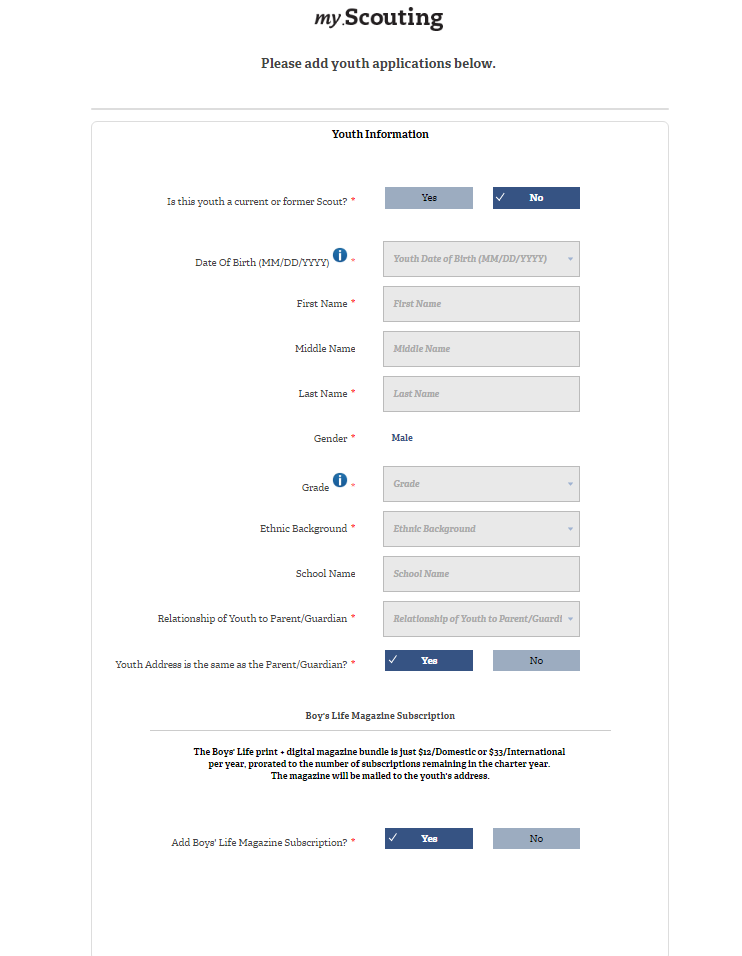 my.Scouting
Please add youth applications below.
Youth Information
Is this youth a current or former Scout? * Yes No
Date Of Birth (MM/DD/YYYY) i * Youth Date of Birth (MM/DD/YYYY)
First Name * First Name
Middle Name Middle Name
Last Name * Last Name
Gender * Male
Grade i * Grade
Ethnic Background * Ethnic Background
School Name School Name
Relationship of Youth to Parent/Guardian * Relationship of Youth to Parent/Guardi
Youth Address is the same as the Parent/Guardian? * Yes No
Boy's Life Magazine Subscription
The Boys' Life print + digital magazine bundle is just $12/Domestic or $33/International
per year, prorated to the number of subscriptions remaining in the charter year.
The magazine will be mailed to the youth's address.
Add Boys' Life Magazine Subscription? * Yes No